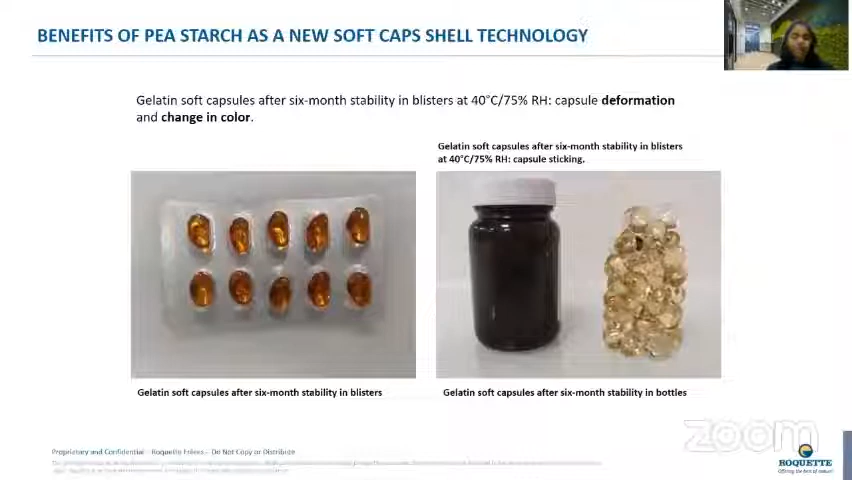 BENEFITS OF PEA STARCH AS A NEW SOFT CAPS SHELL TECHNOLOGY
Gelatin soft capsules after six-month stability in blisters at 40°C/75% RH: capsule deformation
and change in color.
Gelatin soft capsules after six-month stability in blisters
at 40°C/75% RH: capsule sticking.
Gelatin soft capsules after six-month stability in blisters
Gelatin soft capsules after six-month stability in bottles
zoom
Proprietary and Confidential - Roquette Frères - Do Not Copy or Distribute
ROQUETTE
Offering the best of nature